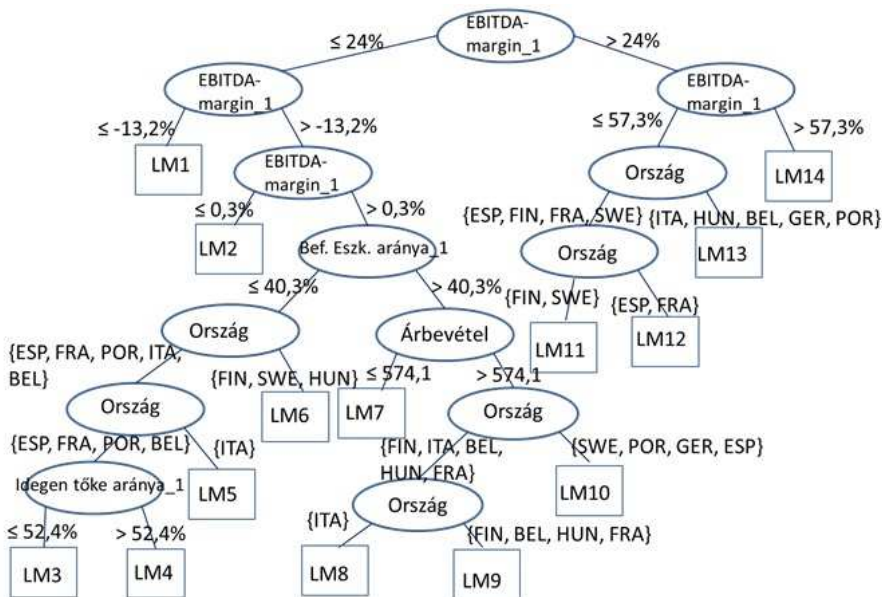 EBITDA-
margin_1
≤ 24%
> 24%
EBITDA-
margin_1
EBITDA-
margin_1
≤ -13,2%
> -13,2%
≤ 57,3%
> 57,3%
LM1
EBITDA-
margin_1
Ország
LM14
≤ 0,3%
> 0,3%
{ESP, FIN, FRA, SWE}
{ITA, HUN, BEL, GER, POR}
LM2
Bef. Eszk. aránya_1
Ország
LM13
≤ 40,3%
> 40,3%
{FIN, SWE}
{ESP, FRA}
Ország
Árbevétel
LM11
LM12
{ESP, FRA, POR, ITA,
BEL}
{FIN, SWE, HUN}
≤ 574,1
> 574,1
Ország
LM6
LM7
Ország
{ESP, FRA, POR, BEL}
{ITA}
{FIN, ITA, BEL,
HUN, FRA}
{SWE, POR, GER, ESP}
Idegen tőke aránya_1
LM5
Ország
LM10
≤ 52,4%
> 52,4%
{ITA}
{FIN, BEL, HUN, FRA}
LM3
LM4
LM8
LM9